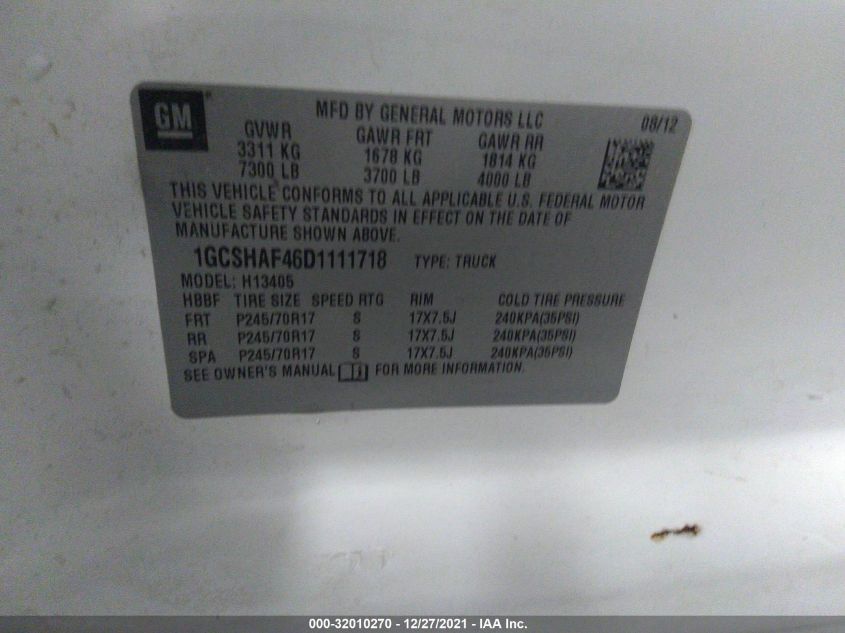 GM
MFD BY GENERAL MOTORS LLC 08/12
GVWR GAWR FRT GAWR RR
3311 KG 1678 KG 1814 KG
7300 LB 3700 LB 4000 LB
THIS VEHICLE CONFORMS TO ALL APPLICABLE U.S. FEDERAL MOTOR
VEHICLE SAFETY STANDARDS IN EFFECT ON THE DATE OF
MANUFACTURE SHOWN ABOVE.
1GCSHAF46D1111718 TYPE: TRUCK
MODEL: H13405
HBBF TIRE SIZE SPEED RTG RIM COLD TIRE PRESSURE
FRT P245/70R17 S 17X7.5J 240KPA(35PSI)
RR P245/70R17 S 17X7.5J 240KPA(35PSI)
SPA P245/70R17 S 17X7.5J 240KPA(35PSI)
SEE OWNER'S MANUAL FOR MORE INFORMATION.
000-32010270 - 12/27/2021 - IAA Inc.